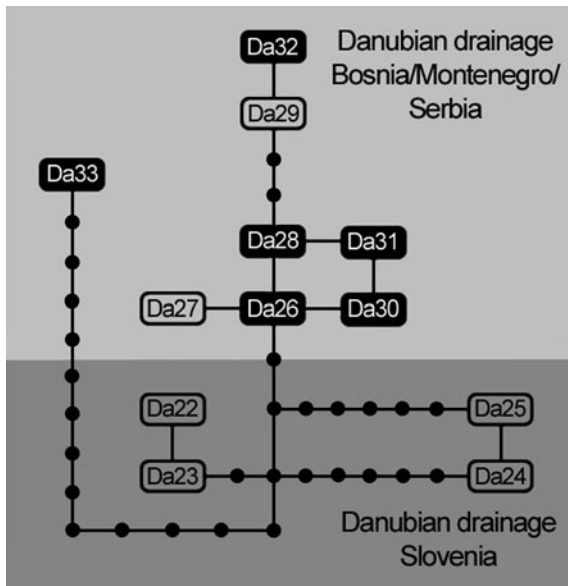 Da32
Danubian drainage
Bosnia/Montenegro/
Serbia
Da29
Da33
Da28
Da31
Da27
Da26
Da30
Da22
Da25
Da23
Da24
Danubian drainage
Slovenia